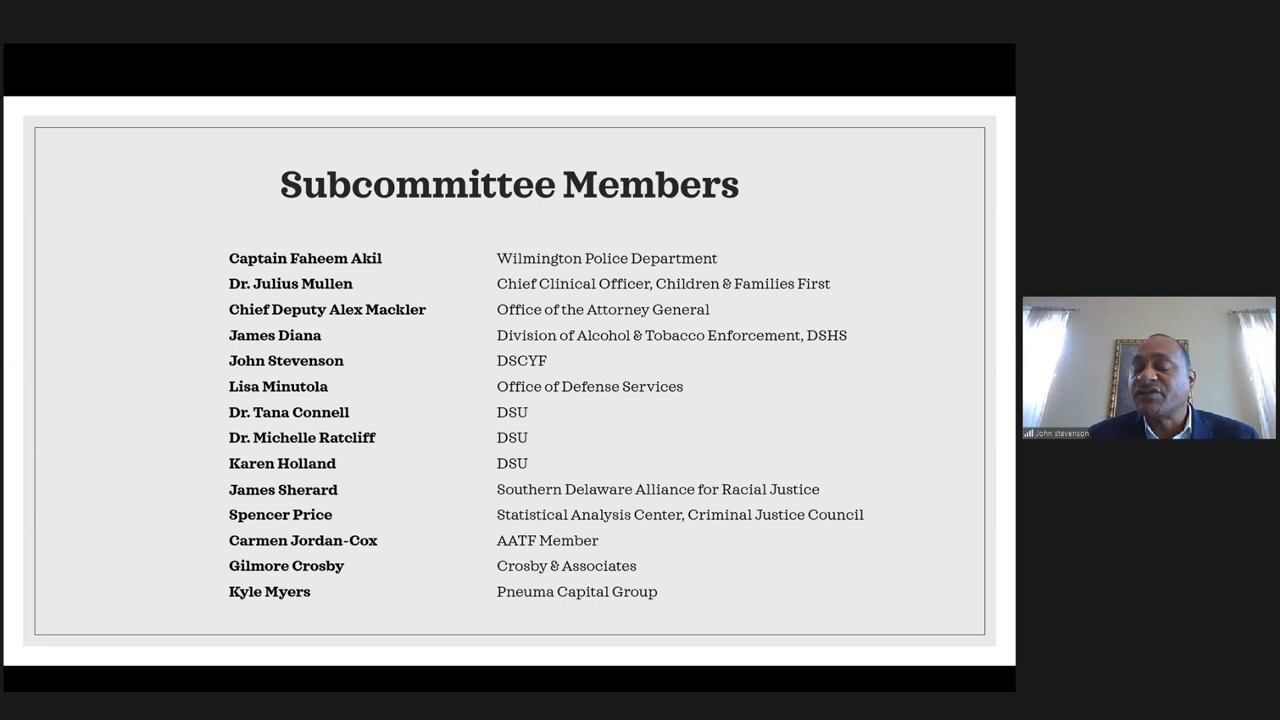 Subcommittee Members
Captain Faheem Akil Wilmington Police Department
Dr. Julius Mullen Chief Clinical Officer, Children & Families First
Chief Deputy Alex Mackler Office of the Attorney General
James Diana Division of Alcohol & Tobacco Enforcement, DSHS
John Stevenson DSCYF
Lisa Minutola Office of Defense Services
Dr. Tana Connell DSU
Dr. Michelle Ratcliff DSU
Karen Holland DSU
James Sherard Southern Delaware Alliance for Racial Justice
Spencer Price Statistical Analysis Center, Criminal Justice Council
Carmen Jordan-Cox AATF Member
Gilmore Crosby Crosby & Associates
Kyle Myers Pneuma Capital Group
John stevenson